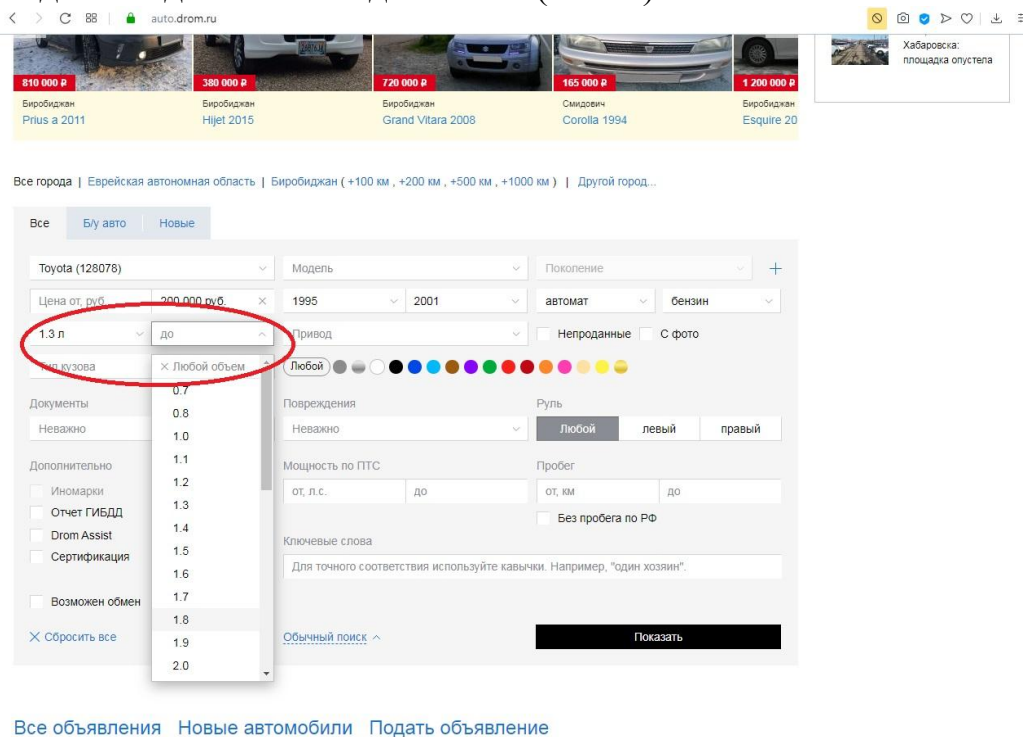 auto.drom.ru
Хабаровска:
площадка опустела
810 000 ₽
380 000 ₽
720 000 ₽
165 000 ₽
1 200 000 ₽
Биробиджан
Биробиджан
Биробиджан
Смидович
Биробиджан
Prius a 2011
Hijet 2015
Grand Vitara 2008
Corolla 1994
Esquire 20
Все города | Еврейская автономная область | Биробиджан ( +100 км , +200 км , +500 км , +1000 км ) | Другой город...
Все Б/у авто Новые
Toyota (128078) Модель Поколение
Цена от, руб. 200 000 руб. 1995 2001 автомат бензин
1.3 л до Привод Непроданные С фото
Тип кузова × Любой объем Любой
0.7
0.8
1.0
1.1
1.2
1.3
1.4
1.5
1.6
1.7
1.8
1.9
2.0
Документы Повреждения Руль
Неважно Неважно Любой левый правый
Дополнительно Мощность по ПТС Пробег
Иномарки от, л.с. до от, км до
Отчет ГИБДД Без пробега по РФ
Drom Assist
Ключевые слова
Сертификация
Для точного соответствия используйте кавычки. Например, "один хозяин".
Возможен обмен
× Сбросить все Обычный поиск Показать
Все объявления Новые автомобили Подать объявление